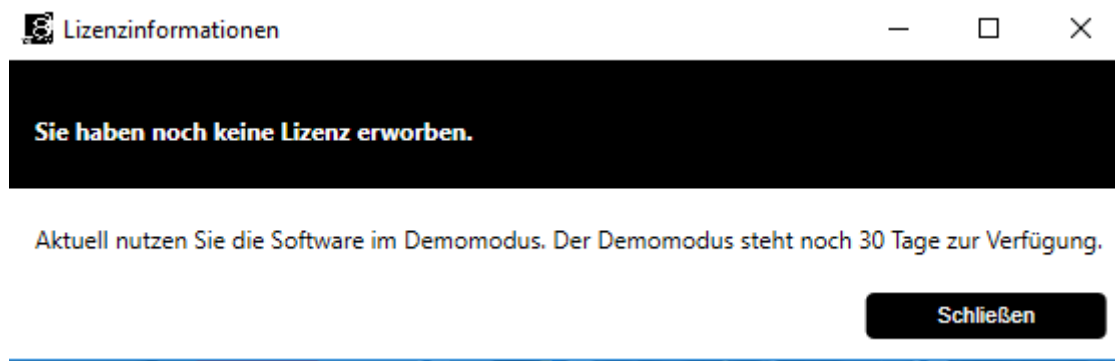 Lizenzinformationen
Sie haben noch keine Lizenz erworben.
Aktuell nutzen Sie die Software im Demomodus. Der Demomodus steht noch 30 Tage zur Verfügung.
Schließen